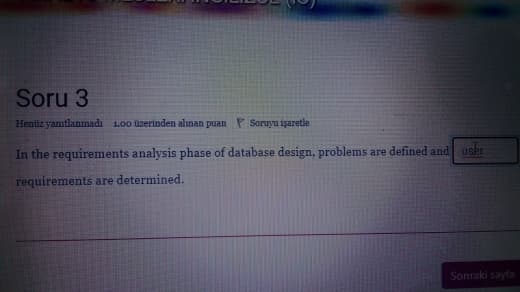 Soru 3
Henüz yanıtlanmadı 1,00 üzerinden alınan puan Soruyu işaretle
In the requirements analysis phase of database design, problems are defined and user
requirements are determined.
Sonraki sayfa